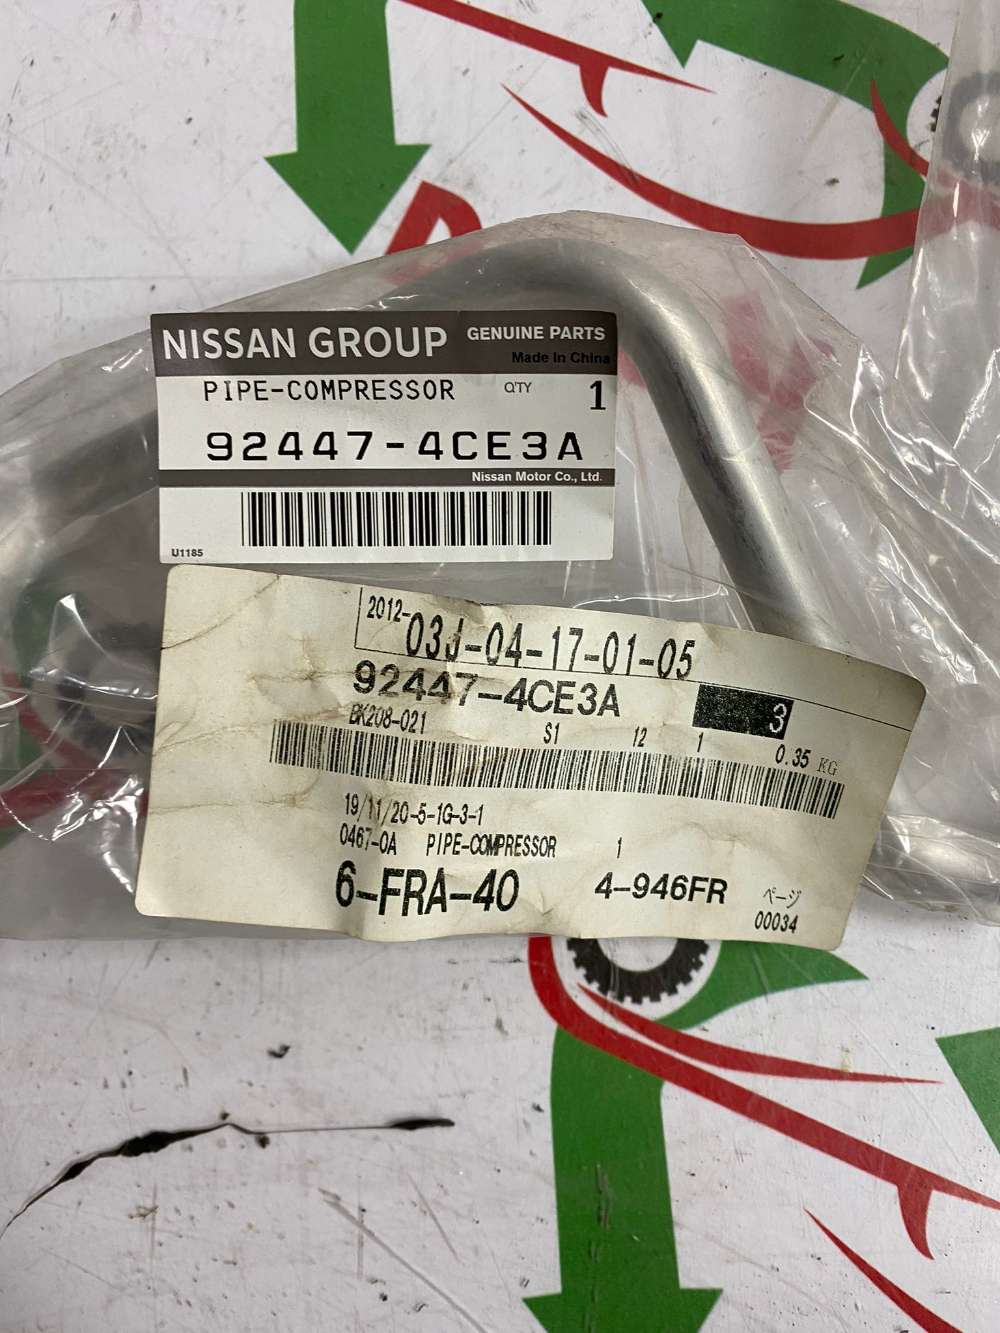 NISSAN GROUP GENUINE PARTS
Made In China
PIPE-COMPRESSOR Q'TY 1
92447-4CE3A
Nissan Motor Co., Ltd.
U1185
2012-03J-04-17-01-05
92447-4CE3A 3
BK208-021 S1 12 1 0.35 KG
19/11/20-5-1G-3-1
0467-0A PIPE-COMPRESSOR 1
6-FRA-40 4-946FR ページ
00034